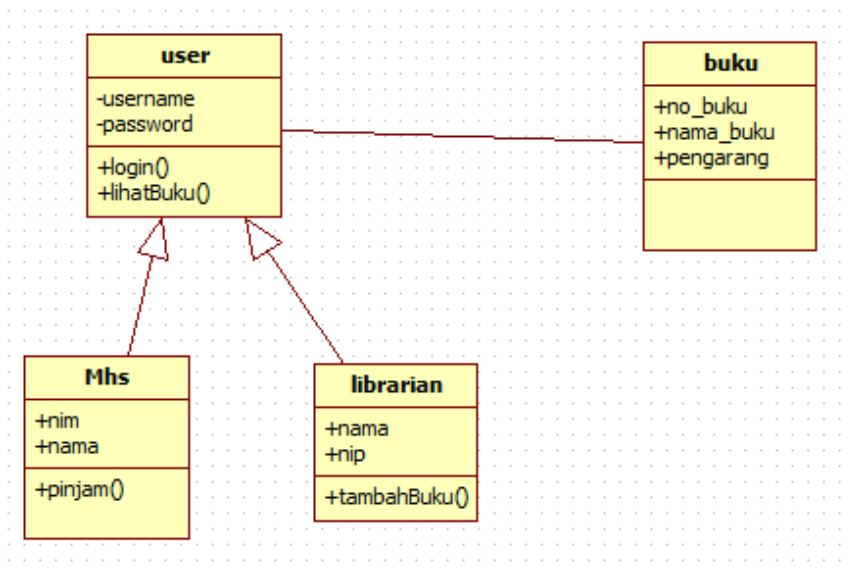 user
-username
-password
+login()
+lihatBuku()
buku
+no_buku
+nama_buku
+pengarang
Mhs
+nim
+nama
+pinjam()
librarian
+nama
+nip
+tambahBuku()